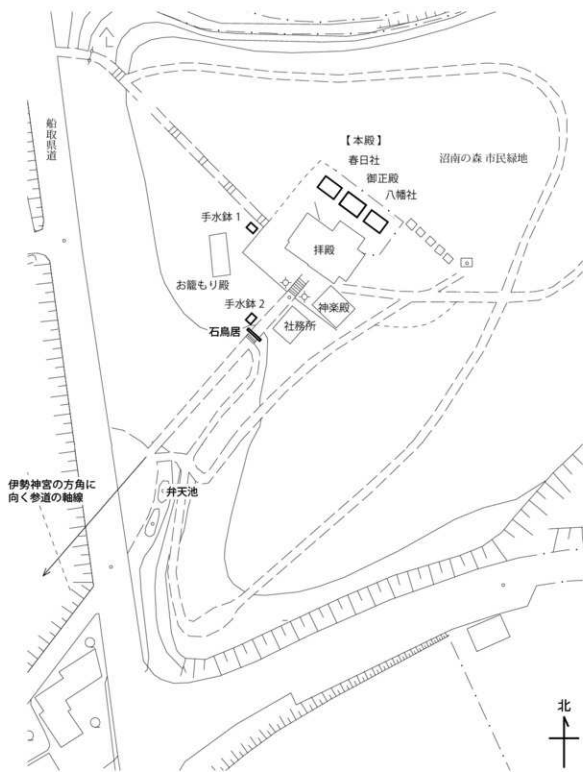 船取県道
【本殿】
春日社
御正殿
八幡社
沼南の森 市民緑地
手水鉢 1
拝殿
お籠もり殿
神楽殿
手水鉢 2
社務所
石鳥居
伊勢神宮の方角に
向く参道の軸線
弁天池
北